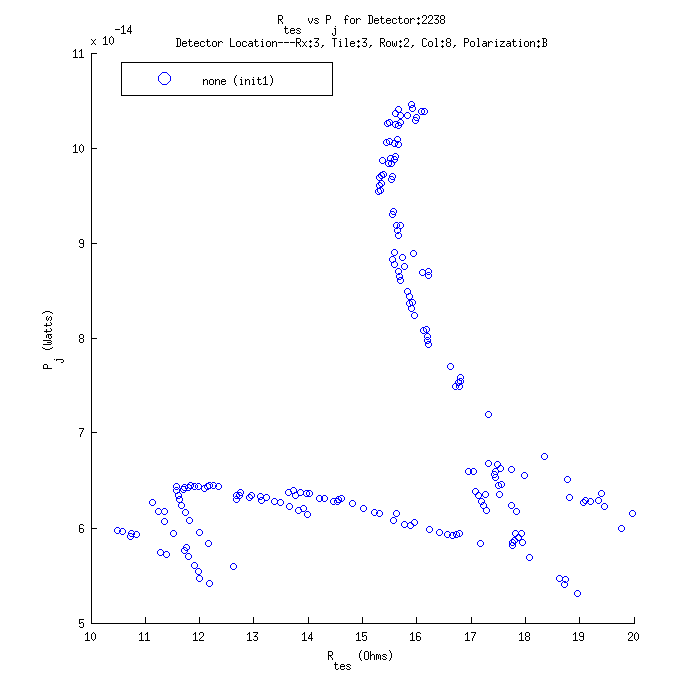 R_tes vs P_j for Detector:2238
x 10^-14
Detector Location---Rx:3, Tile:3, Row:2, Col:8, Polarization:B
none (init1)
11
10
9
8
7
6
5
P_j (Watts)
10 11 12 13 14 15 16 17 18 19 20
R_tes (Ohms)